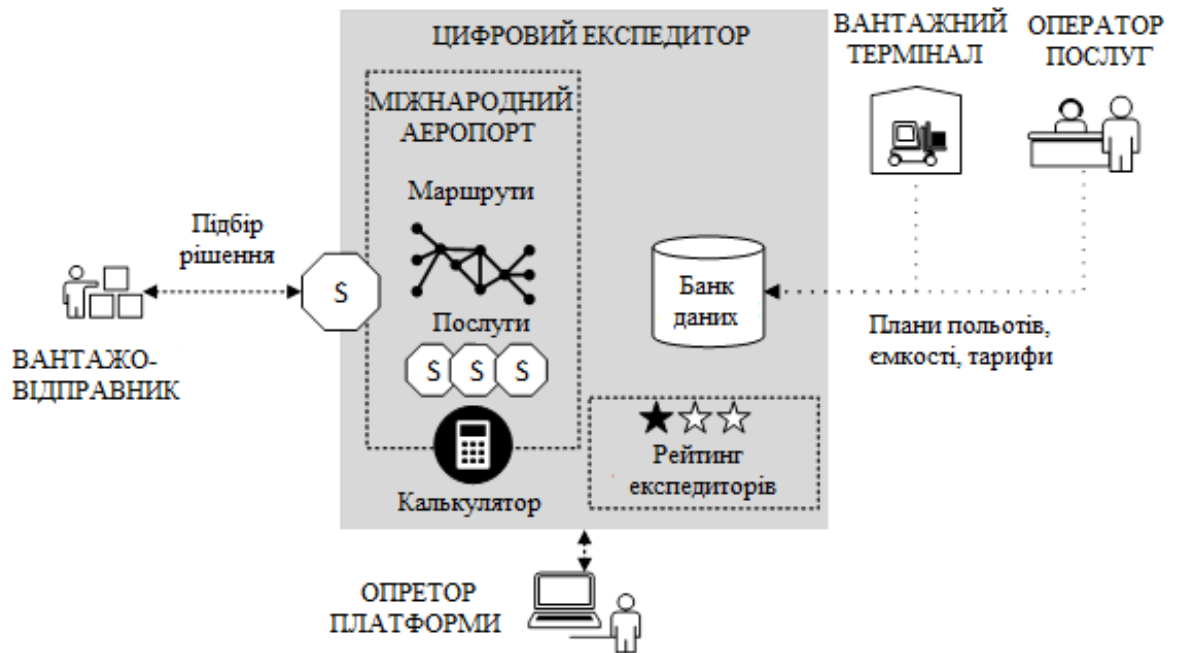 ЦИФРОВИЙ ЕКСПЕДИТОР
ВАНТАЖНИЙ
ТЕРМІНАЛ
ОПЕРАТОР
ПОСЛУГ
МІЖНАРОДНИЙ
АЕРОПОРТ
Маршрути
Підбір
рішення
S
Банк
даних
Послуги
S S S
Плани польотів,
ємкості, тарифи
ВАНТАЖО-
ВІДПРАВНИК
Рейтинг
експедиторів
Калькулятор
ОПРЕТОР
ПЛАТФОРМИ